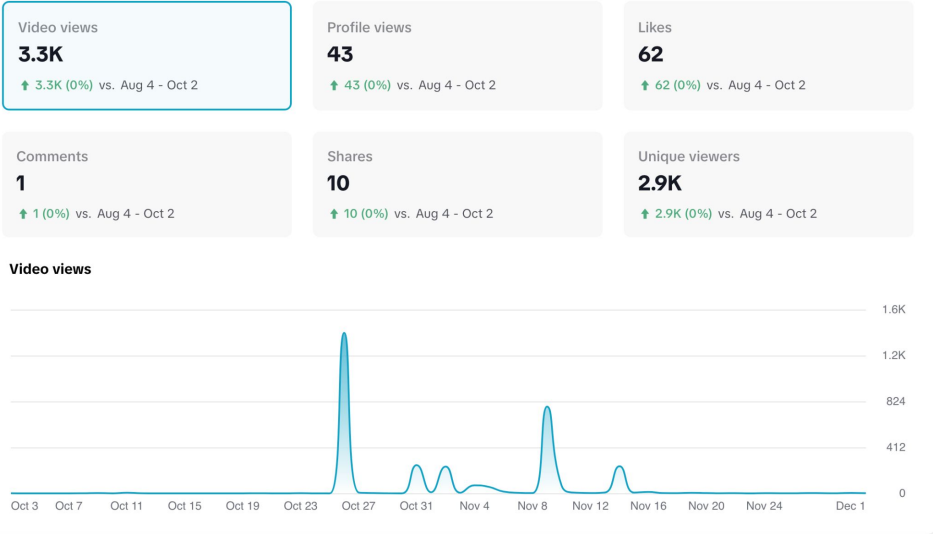 Video views
3.3K
3.3K (0%) vs. Aug 4 - Oct 2
Profile views
43
43 (0%) vs. Aug 4 - Oct 2
Likes
62
62 (0%) vs. Aug 4 - Oct 2
Comments
1
1 (0%) vs. Aug 4 - Oct 2
Shares
10
10 (0%) vs. Aug 4 - Oct 2
Unique viewers
2.9K
2.9K (0%) vs. Aug 4 - Oct 2
Video views
1.6K
1.2K
824
412
0
Oct 3 Oct 7 Oct 11 Oct 15 Oct 19 Oct 23 Oct 27 Oct 31 Nov 4 Nov 8 Nov 12 Nov 16 Nov 20 Nov 24 Dec 1